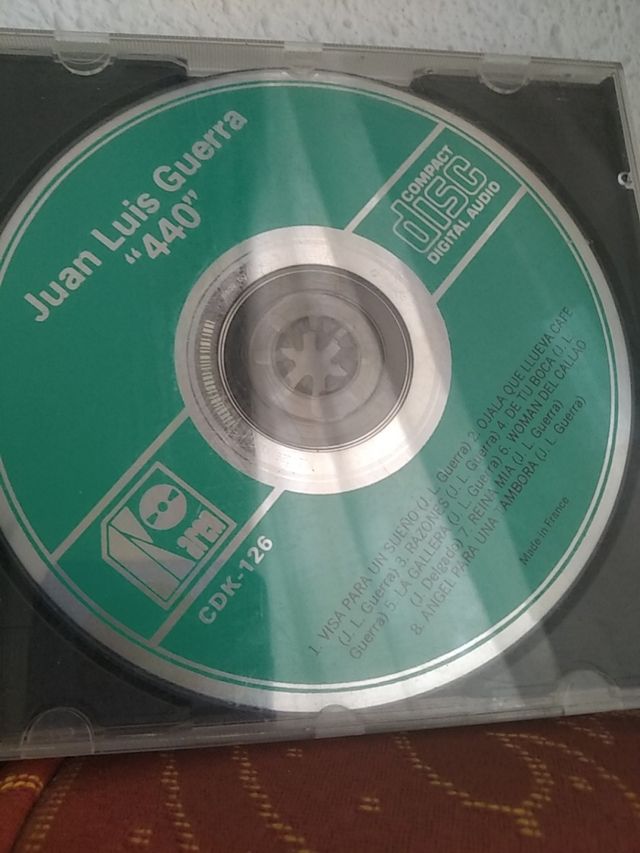 Juan Luis Guerra
"440"
COMPACT
disc
DIGITAL AUDIO
Karen
CDK-126
1. VISA PARA UN SUEÑO (J. L. Guerra) 2. OJALA QUE LLUEVA CAFE
(J. L. Guerra) 3. RAZONES (J. L. Guerra) 4. DE TU BOCA (J. L.
Guerra) 5. LA GALLERA (J. L. Guerra) 6. WOMAN DEL CALLAO
(J. Delgado) 7. REINA MIA (J. L. Guerra)
8. ANGEL PARA UNA TAMBORA (J. L. Guerra)
Made in France